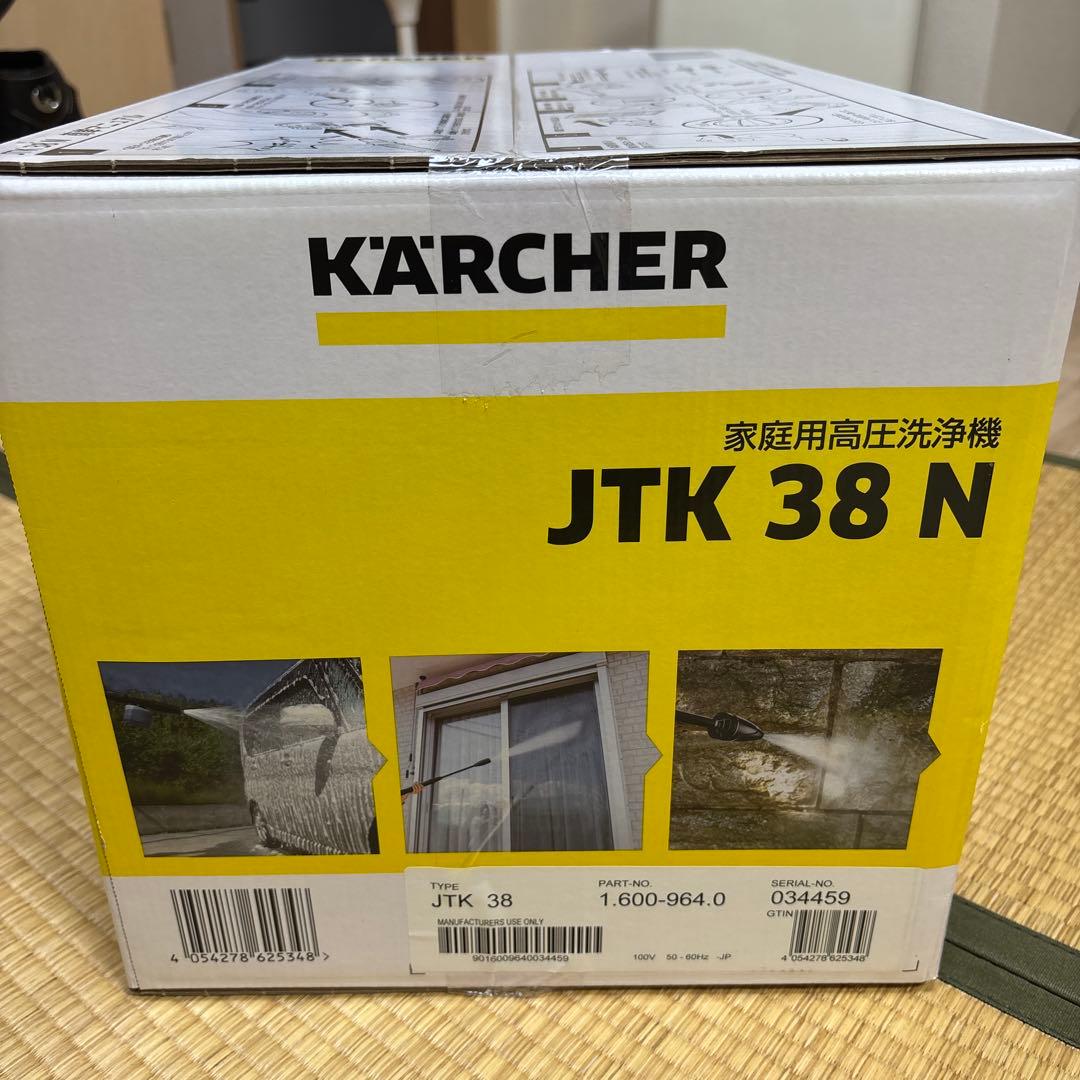 KÄRCHER
家庭用高圧洗浄機
JTK 38 N
TYPE PART-NO. SERIAL-NO.
JTK 38 1.600-964.0 034459
MANUFACTURERS USE ONLY GTIN
9016009640034459 100V 50 - 60Hz -JP 4 054278 625348
4 054278 625348 >